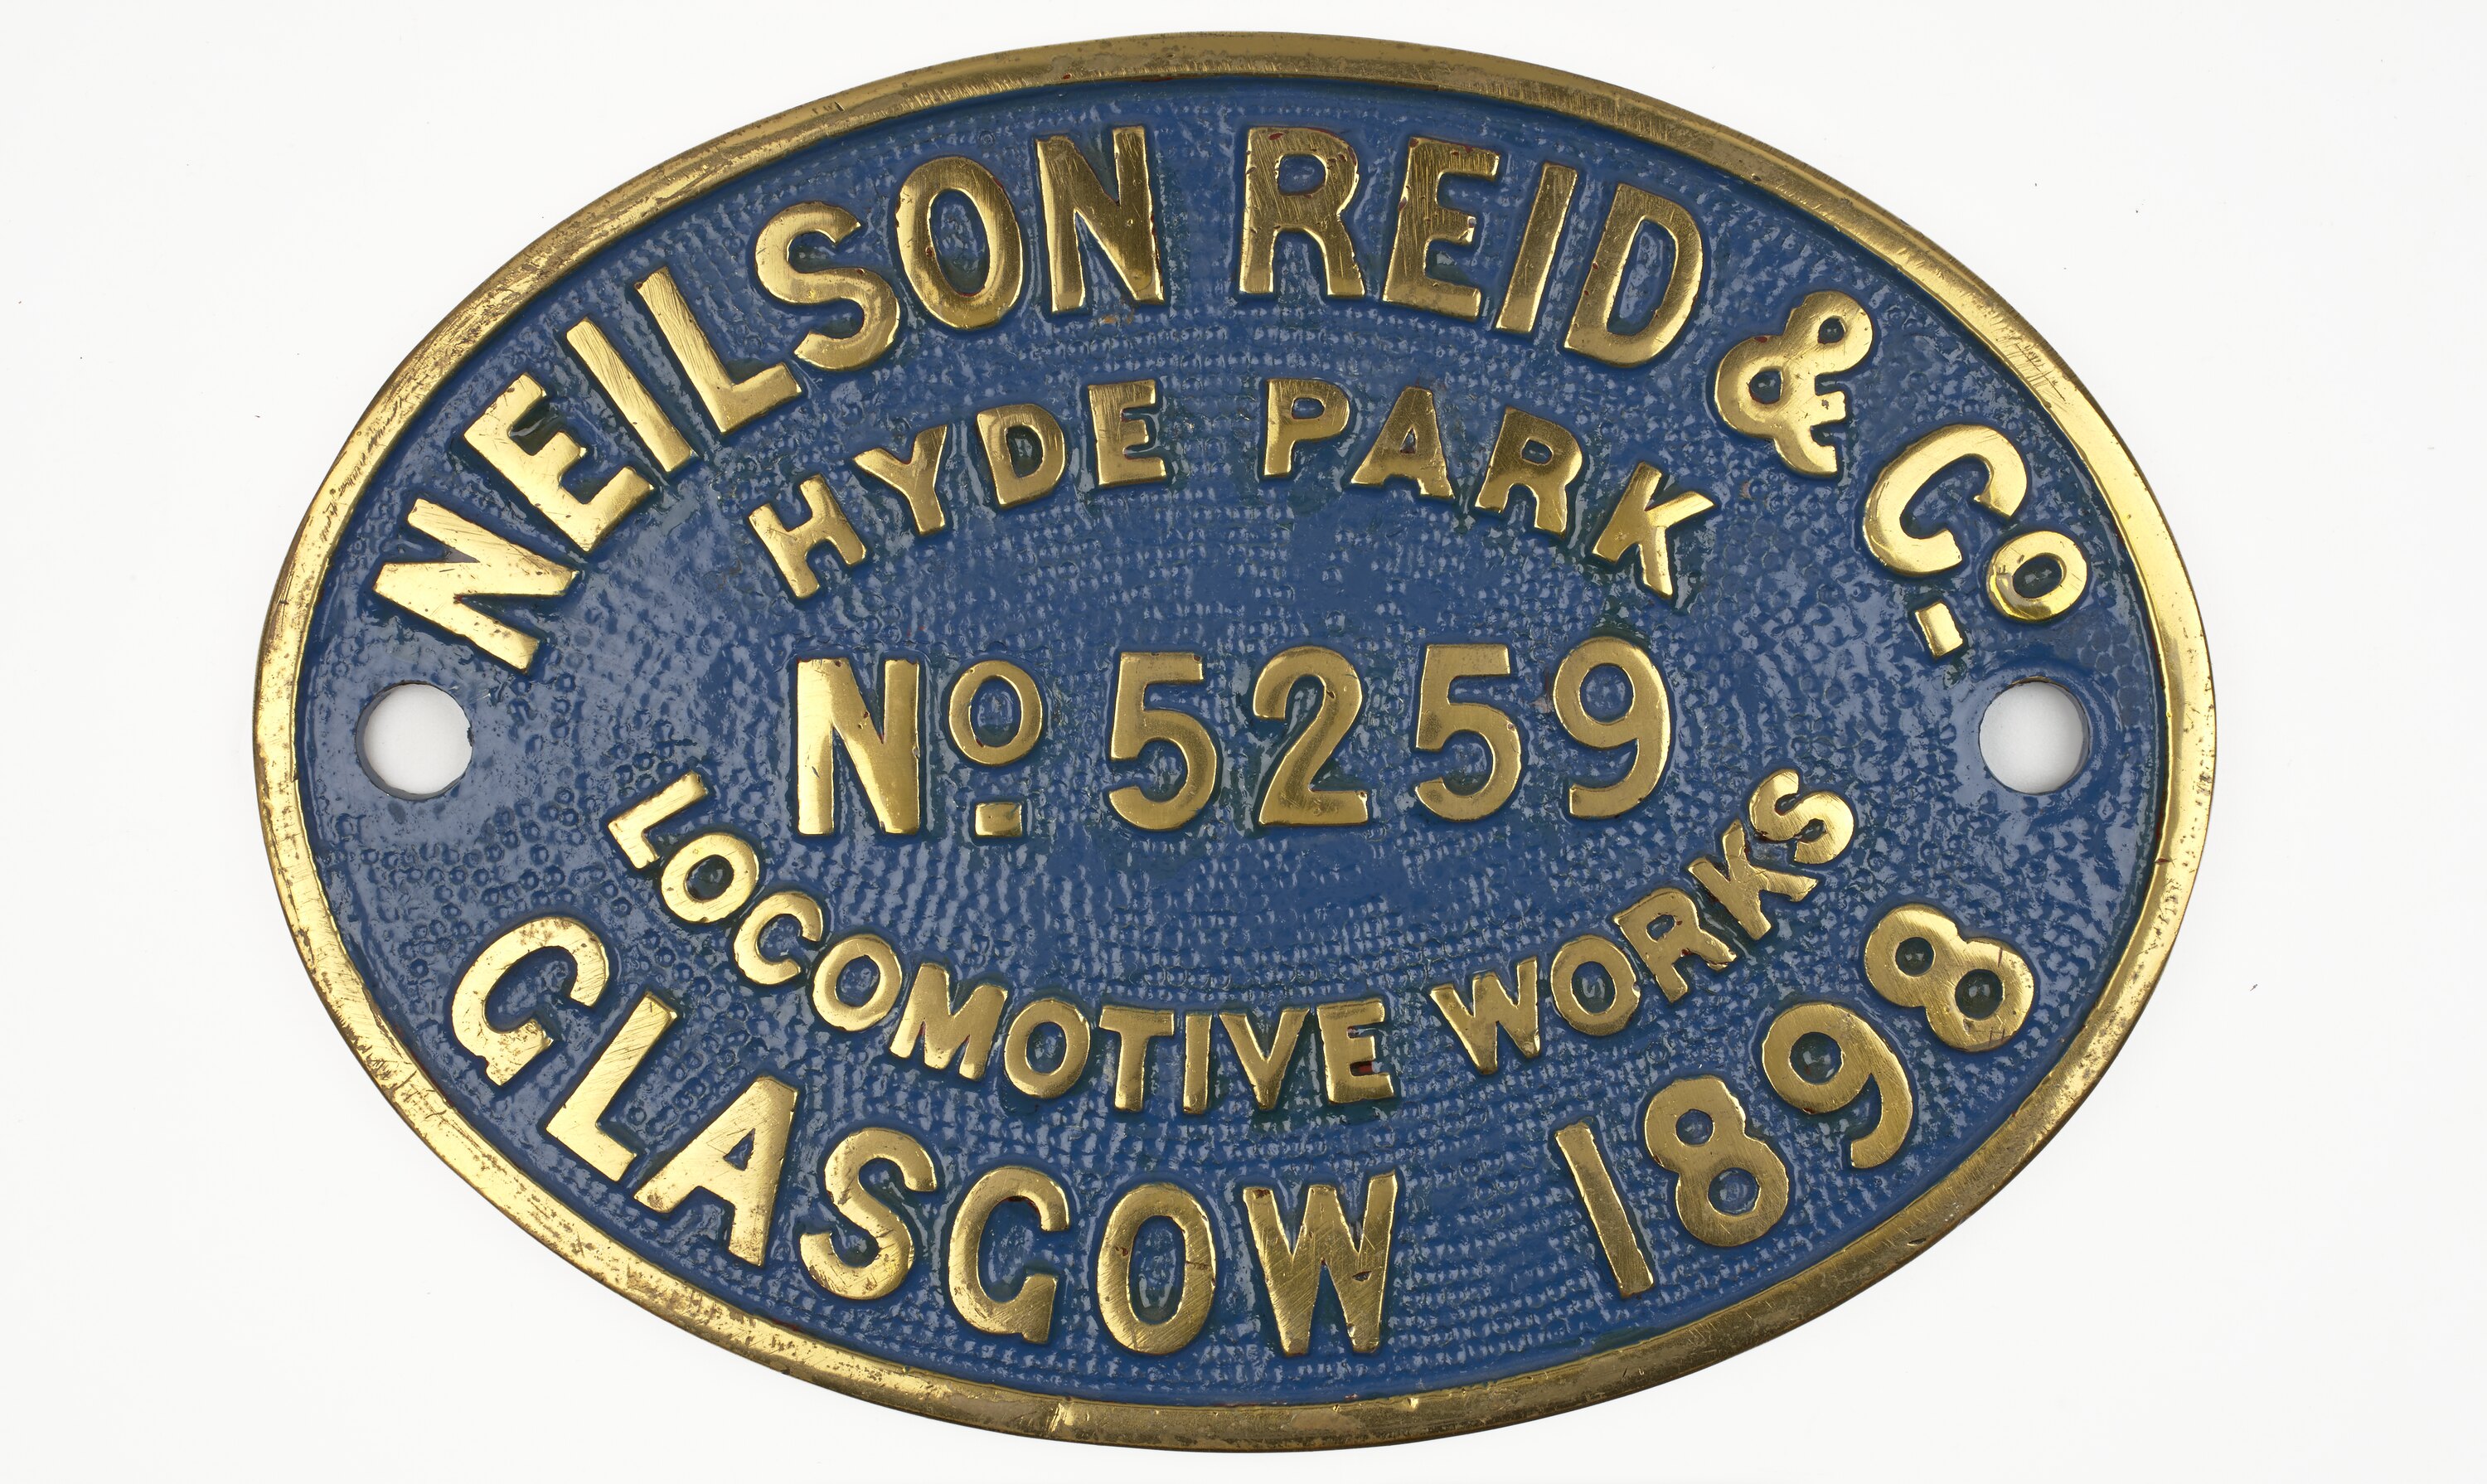 NEILSON REID & Co.
HYDE PARK
No. 5259
LOCOMOTIVE WORKS
GLASGOW 1898